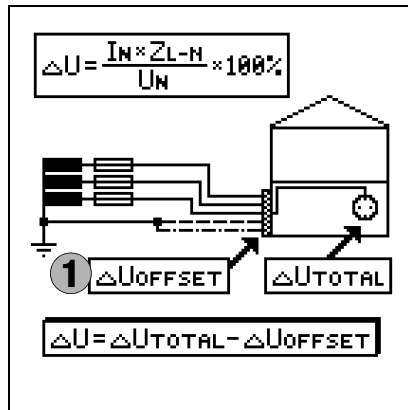 △U = IN×ZL-N / UN ×100%
1 △UOFFSET △UTOTAL
△U = △UTOTAL - △UOFFSET